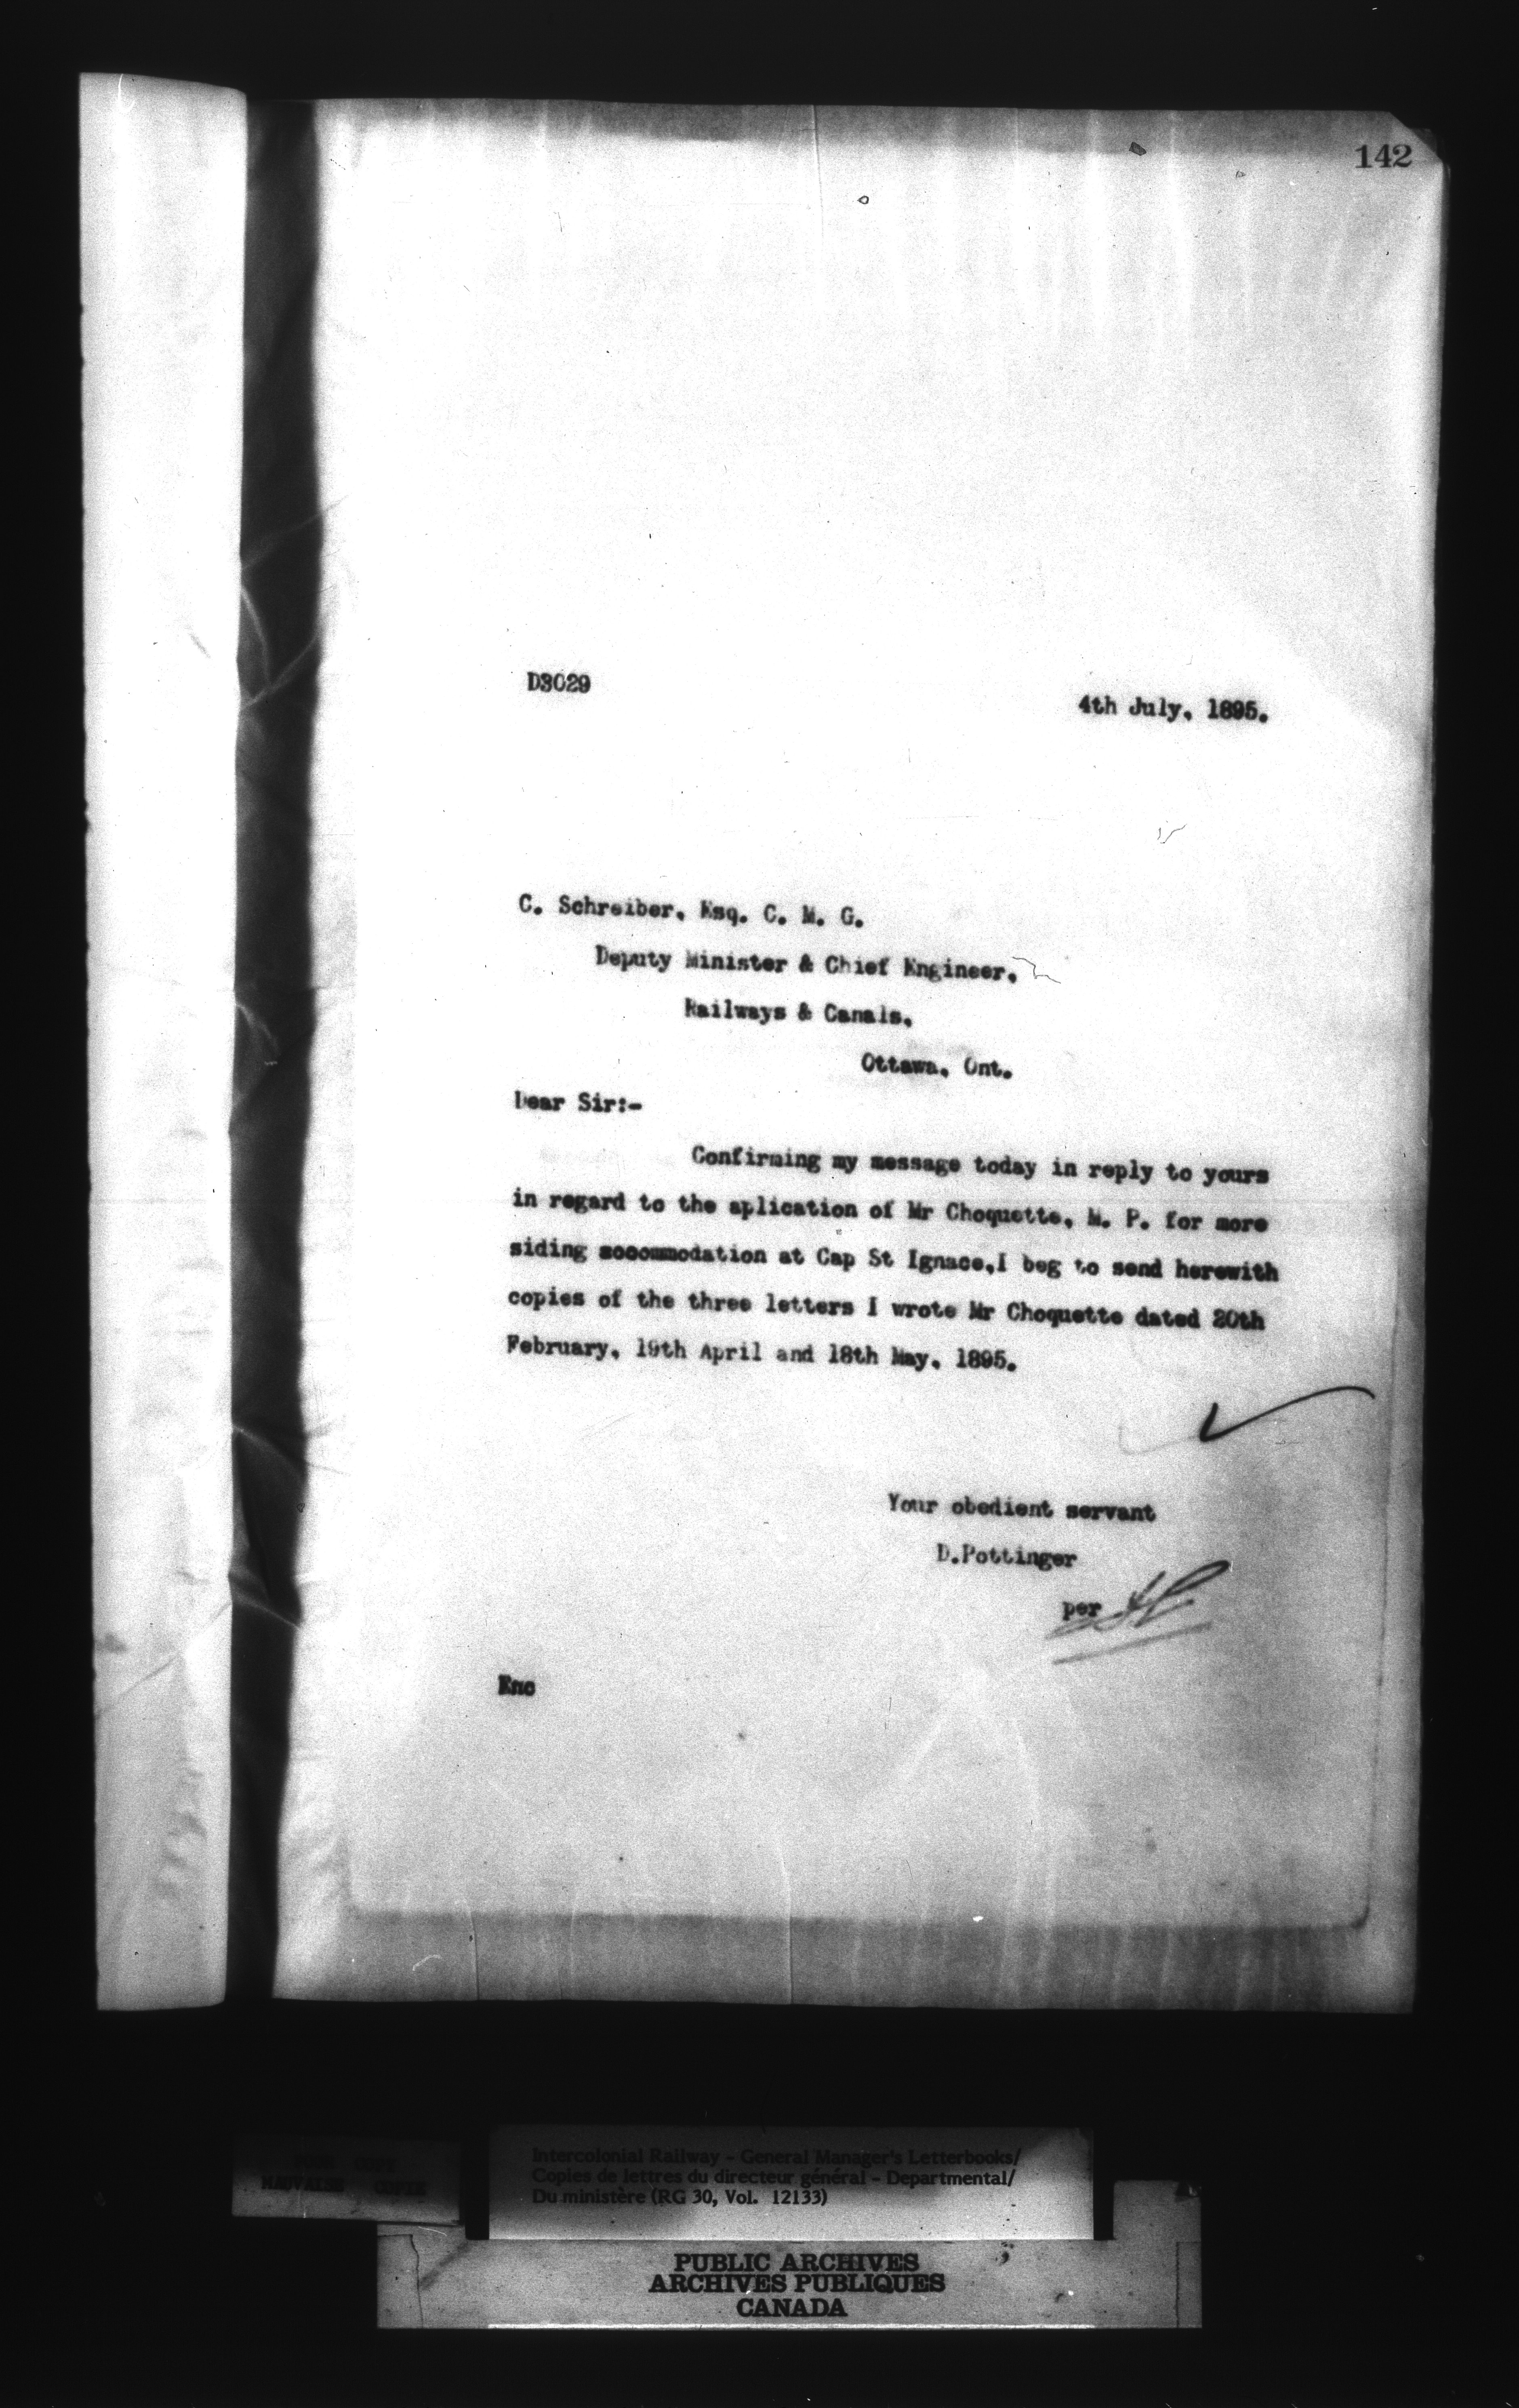 142
D3029
4th July, 1895.
C. Schreiber, Esq. C. M. G.
Deputy Minister & Chief Engineer,
Railways & Canals,
Ottawa, Ont.
Dear Sir:-
Confirming my message today in reply to yours
in regard to the aplication of Mr Choquette, M. P. for more
siding accommodation at Cap St Ignace,I beg to send herewith
copies of the three letters I wrote Mr Choquette dated 20th
February, 19th April and 18th May, 1895.
Your obedient servant
D.Pottinger
per
Enc
POOR COPY
MAUVAISE COPIE
Intercolonial Railway - General Manager's Letterbooks/
Copies de lettres du directeur général - Departmental/
Du ministère (RG 30, Vol. 12133)
PUBLIC ARCHIVES
ARCHIVES PUBLIQUES
CANADA